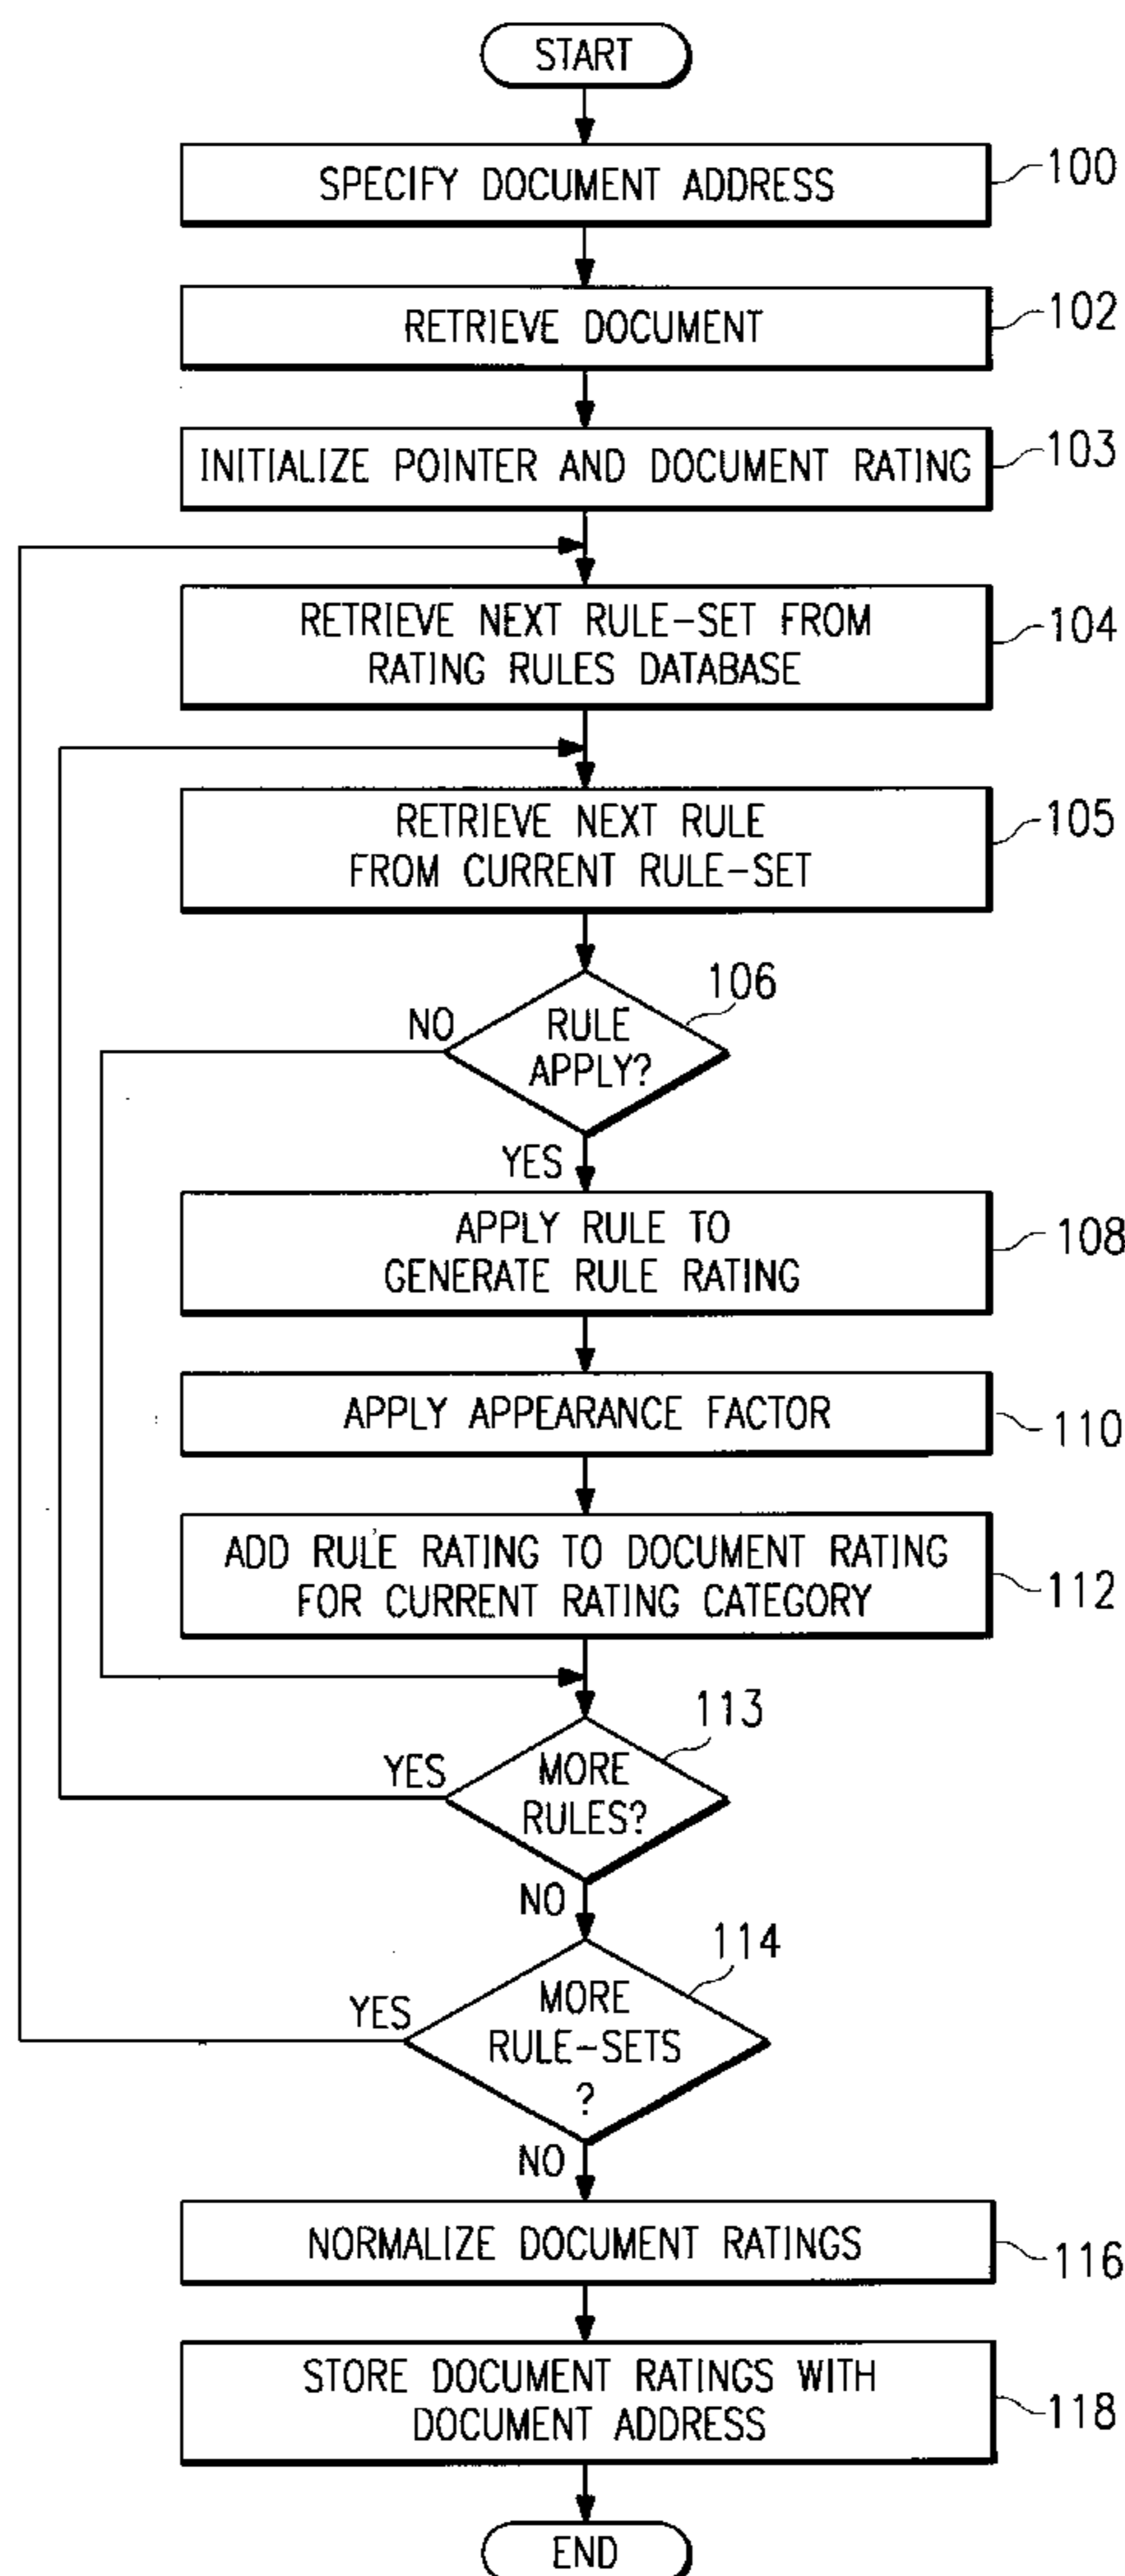 START
SPECIFY DOCUMENT ADDRESS
100
RETRIEVE DOCUMENT
102
INITIALIZE POINTER AND DOCUMENT RATING
103
RETRIEVE NEXT RULE-SET FROM
RATING RULES DATABASE
104
RETRIEVE NEXT RULE
FROM CURRENT RULE-SET
105
106
NO
RULE
APPLY?
YES
APPLY RULE TO
GENERATE RULE RATING
108
APPLY APPEARANCE FACTOR
110
ADD RULE RATING TO DOCUMENT RATING
FOR CURRENT RATING CATEGORY
112
113
YES
MORE
RULES?
NO
114
YES
MORE
RULE-SETS
?
NO
NORMALIZE DOCUMENT RATINGS
116
STORE DOCUMENT RATINGS WITH
DOCUMENT ADDRESS
118
END